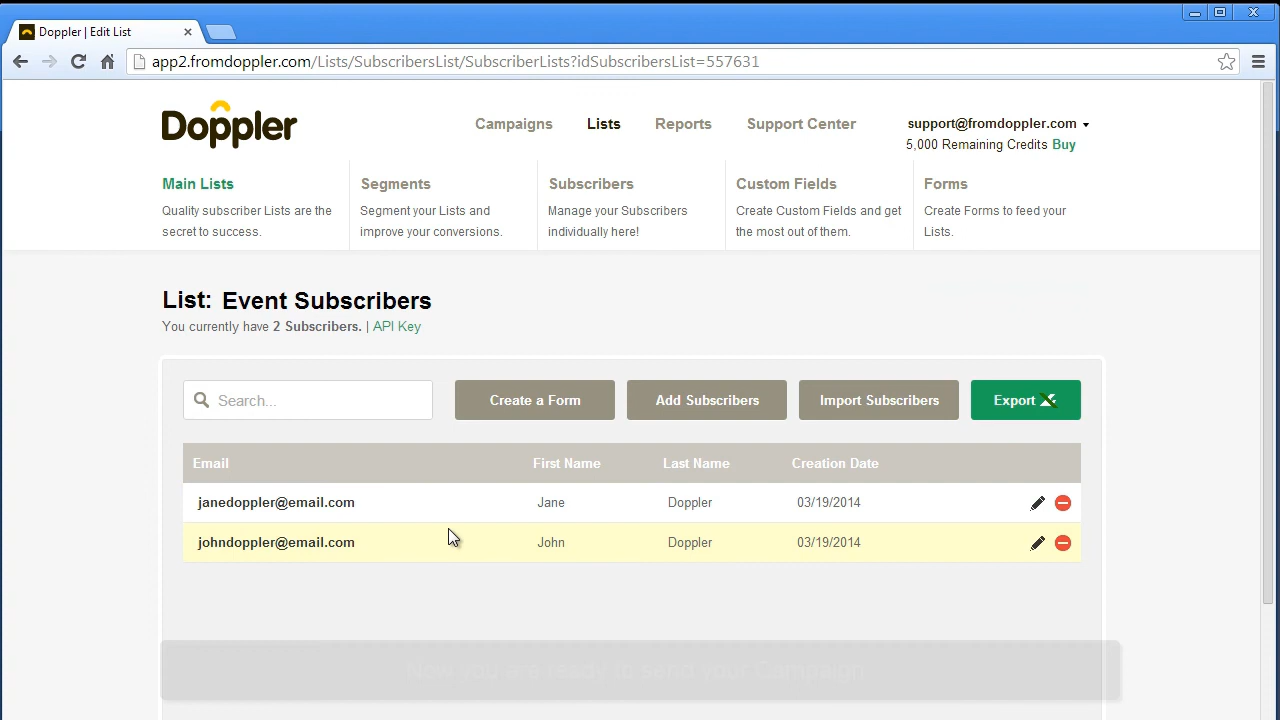 Doppler | Edit List
app2.fromdoppler.com/Lists/SubscribersList/SubscriberLists?idSubscribersList=557631
Doppler
Campaigns Lists Reports Support Center support@fromdoppler.com
5,000 Remaining Credits Buy
Main Lists Segments Subscribers Custom Fields Forms
Quality subscriber Lists are the Segment your Lists and Manage your Subscribers Create Custom Fields and get Create Forms to feed your
secret to success. improve your conversions. individually here! the most out of them. Lists.
List: Event Subscribers
You currently have 2 Subscribers. | API Key
Search... Create a Form Add Subscribers Import Subscribers Export
Email First Name Last Name Creation Date
janedoppler@email.com Jane Doppler 03/19/2014
johndoppler@email.com John Doppler 03/19/2014
Now you are ready to send your Campaign